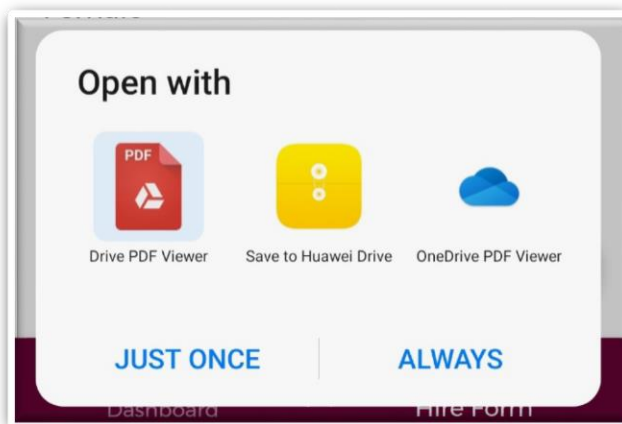 Open with
PDF
Drive PDF Viewer
Save to Huawei Drive
OneDrive PDF Viewer
JUST ONCE
ALWAYS
Dashboard
Hire Form